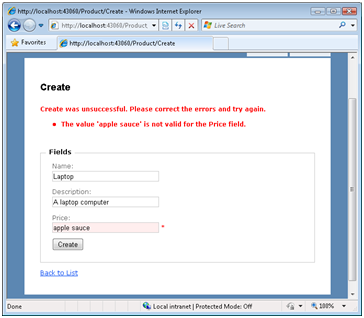 http://localhost:43060/Product/Create - Windows Internet Explorer
http://localhost:43060/Product/
Live Search
Favorites
http://localhost:43060/Product/Create
Create
Create was unsuccessful. Please correct the errors and try again.
• The value 'apple sauce' is not valid for the Price field.
Fields
Name:
Laptop
Description:
A laptop computer
Price:
apple sauce *
Create
Back to List
Done
Local intranet | Protected Mode: Off
100%